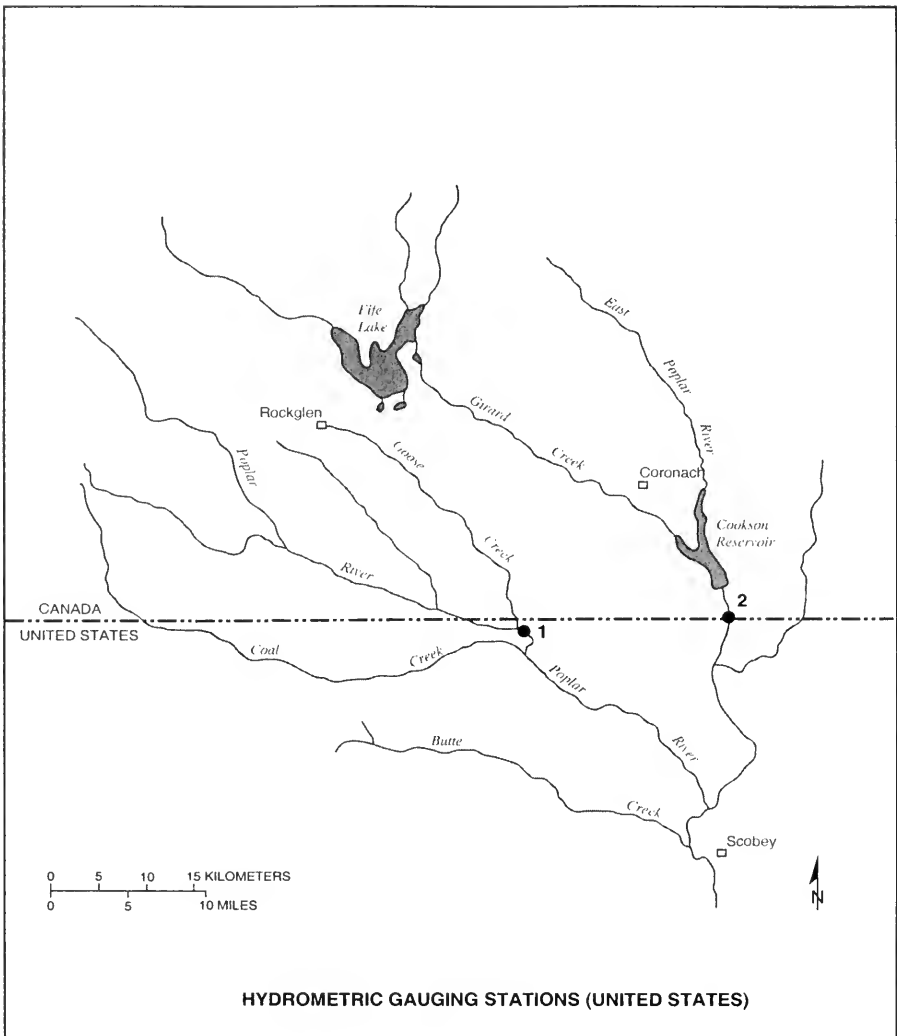 Fife
Lake
East
Poplar
River
Rockglen
Girard
Creek
Goose
Creek
Coronach
Poplar
River
Cookson
Reservoir
CANADA
UNITED STATES
2
1
Coal
Creek
Poplar
River
Butte
Creek
Scobey
0 5 10 15 KILOMETERS
0 5 10 MILES
N
HYDROMETRIC GAUGING STATIONS (UNITED STATES)